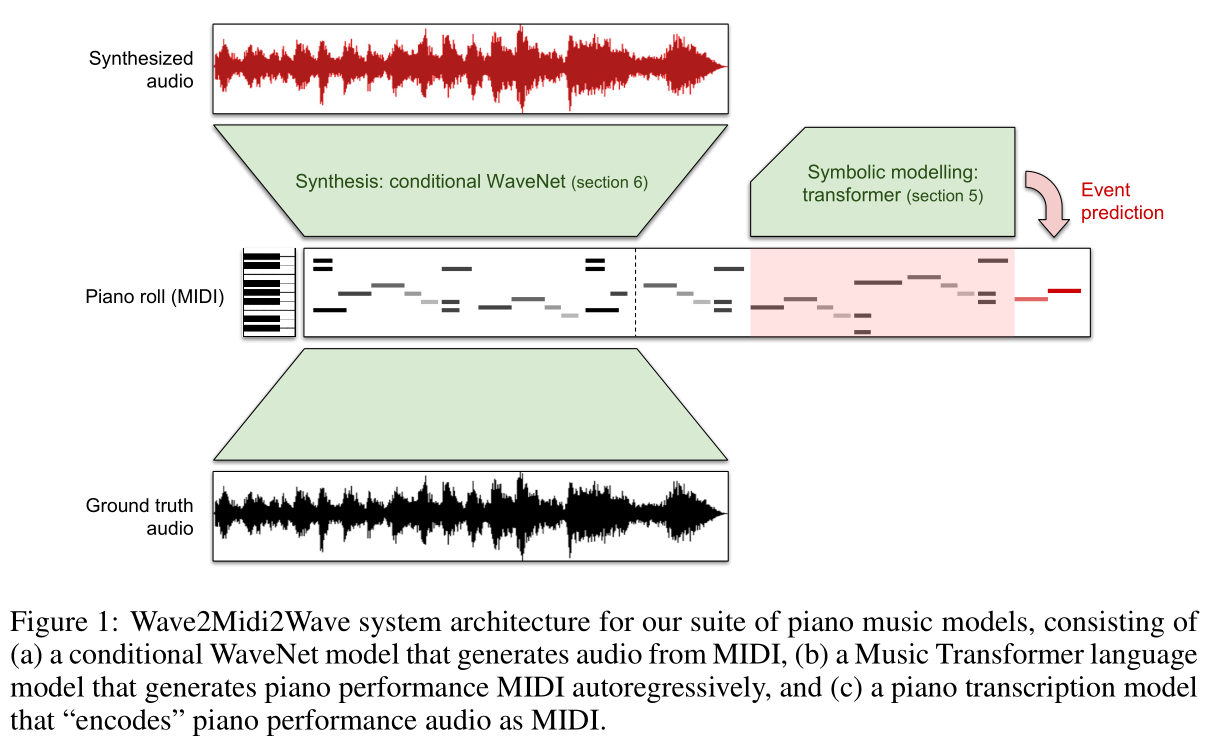 Synthesized
audio
Synthesis: conditional WaveNet (section 6)
Symbolic modelling:
transformer (section 5)
Event
prediction
Piano roll (MIDI)
Ground truth
audio
Figure 1: Wave2Midi2Wave system architecture for our suite of piano music models, consisting of
(a) a conditional WaveNet model that generates audio from MIDI, (b) a Music Transformer language
model that generates piano performance MIDI autoregressively, and (c) a piano transcription model
that “encodes” piano performance audio as MIDI.